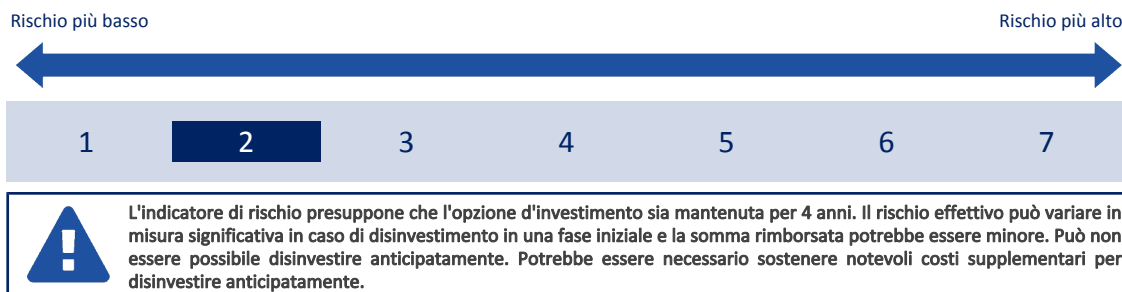 Rischio più basso Rischio più alto
1 2 3 4 5 6 7
L'indicatore di rischio presuppone che l'opzione d'investimento sia mantenuta per 4 anni. Il rischio effettivo può variare in
misura significativa in caso di disinvestimento in una fase iniziale e la somma rimborsata potrebbe essere minore. Può non
essere possibile disinvestire anticipatamente. Potrebbe essere necessario sostenere notevoli costi supplementari per
disinvestire anticipatamente.